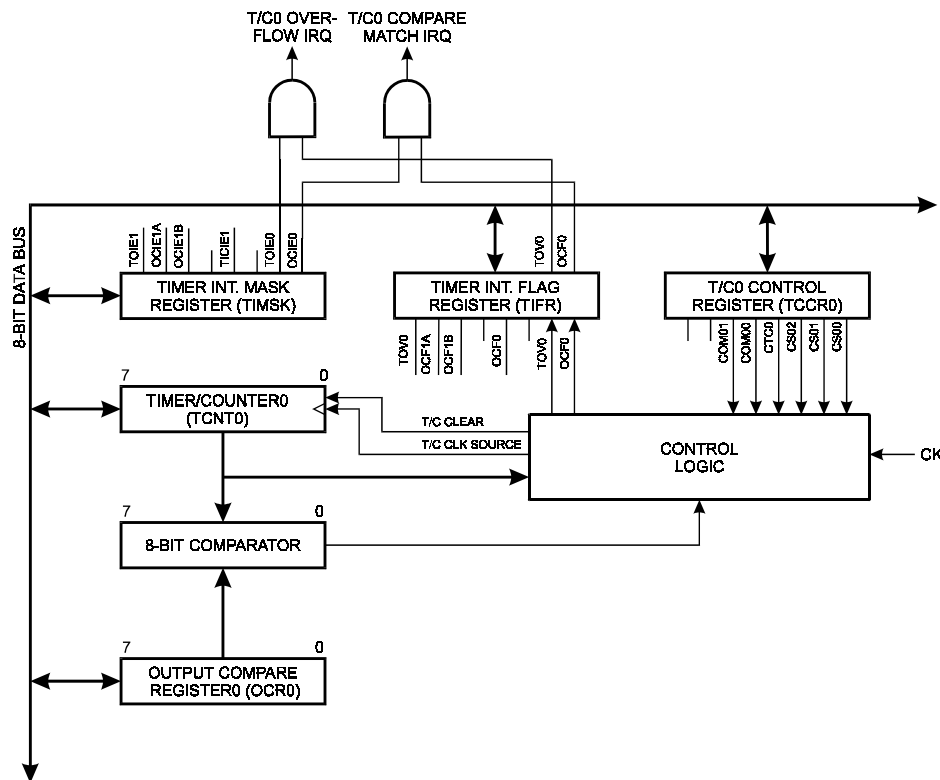 T/C0 OVER-
FLOW IRQ
T/C0 COMPARE
MATCH IRQ
8-BIT DATA BUS
TOIE1
OCIE1A
OCIE1B
TICIE1
TOIE0
OCIE0
TOV0
OCF0
TIMER INT. MASK
REGISTER (TIMSK)
TIMER INT. FLAG
REGISTER (TIFR)
T/C0 CONTROL
REGISTER (TCCR0)
TOV0
OCF1A
OCF1B
OCF0
TOV0
OCF0
COM01
COM00
CTC0
CS02
CS01
CS00
7
0
TIMER/COUNTER0
(TCNT0)
T/C CLEAR
T/C CLK SOURCE
CONTROL
LOGIC
CK
7
0
8-BIT COMPARATOR
7
0
OUTPUT COMPARE
REGISTER0 (OCR0)